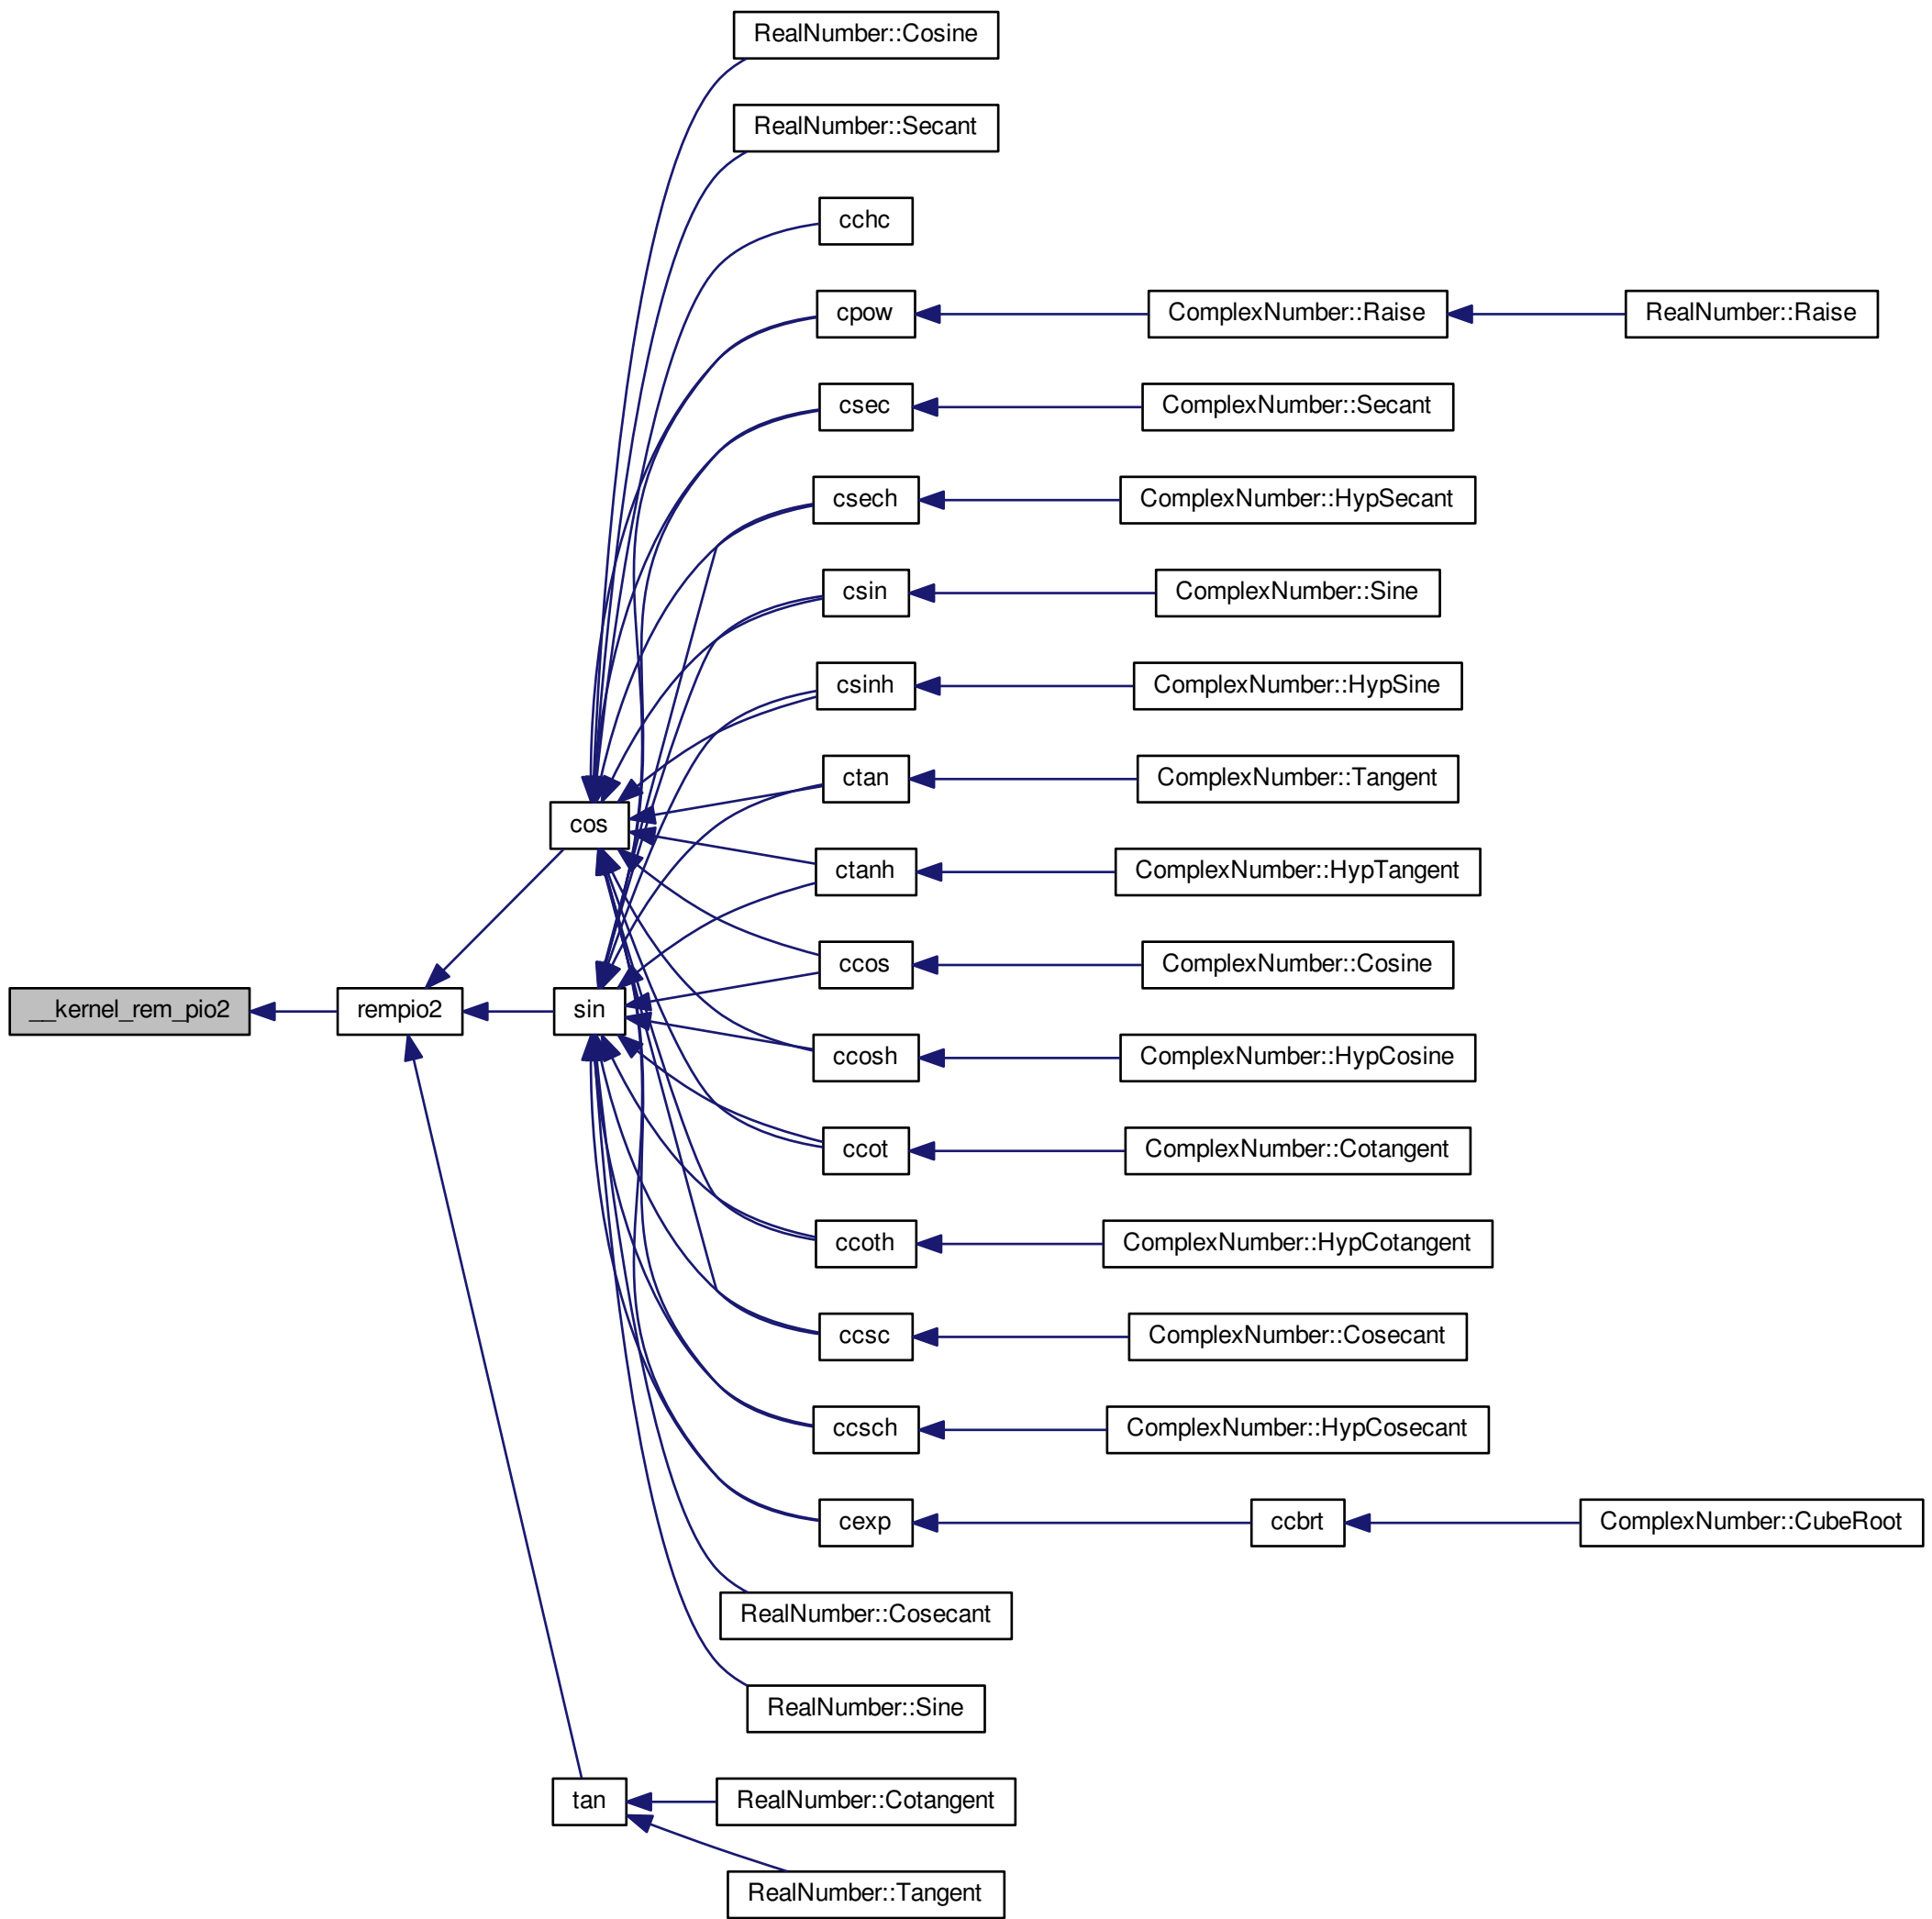 RealNumber::Cosine
RealNumber::Secant
cchc
cpow
ComplexNumber::Raise
RealNumber::Raise
csec
ComplexNumber::Secant
csech
ComplexNumber::HypSecant
csin
ComplexNumber::Sine
csinh
ComplexNumber::HypSine
ctan
ComplexNumber::Tangent
cos
ctanh
ComplexNumber::HypTangent
ccos
ComplexNumber::Cosine
__kernel_rem_pio2
rempio2
sin
ccosh
ComplexNumber::HypCosine
ccot
ComplexNumber::Cotangent
ccoth
ComplexNumber::HypCotangent
ccsc
ComplexNumber::Cosecant
ccsch
ComplexNumber::HypCosecant
cexp
ccbrt
ComplexNumber::CubeRoot
RealNumber::Cosecant
RealNumber::Sine
tan
RealNumber::Cotangent
RealNumber::Tangent